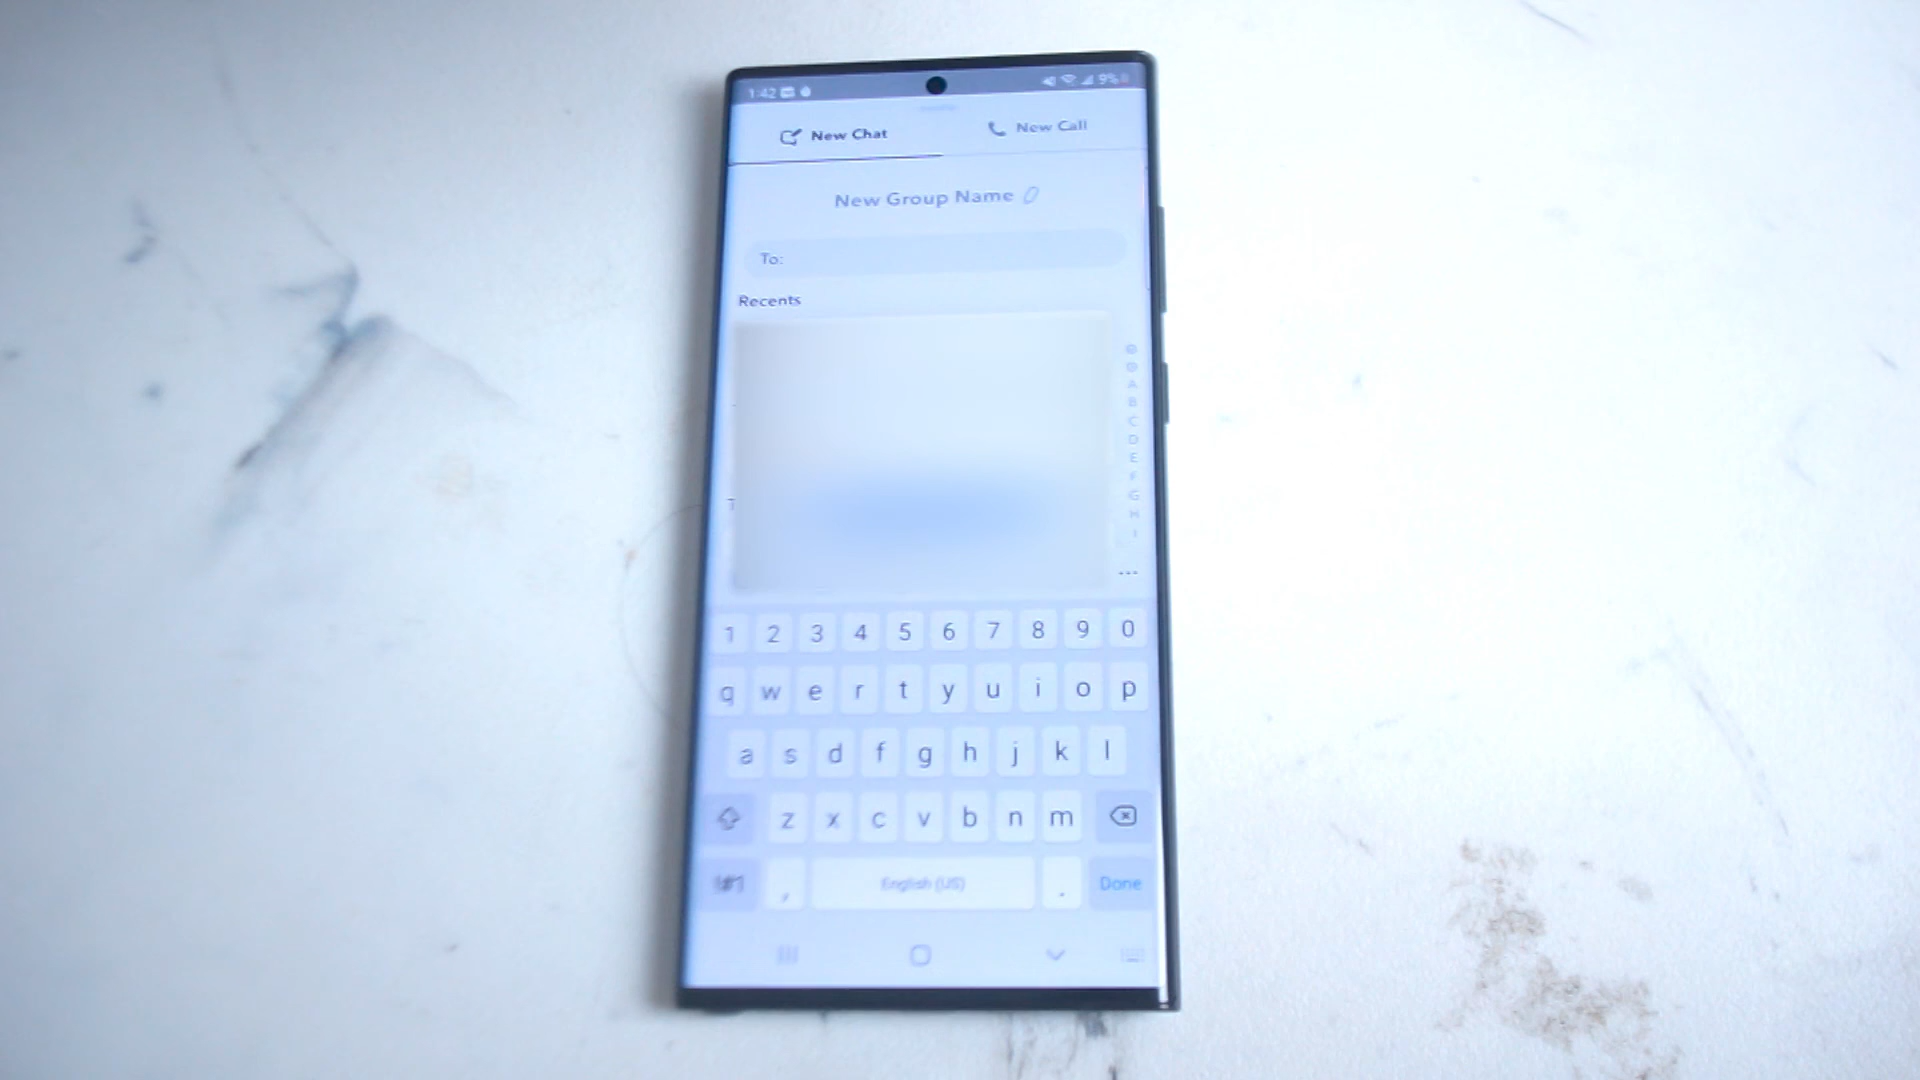 1:42 9%
New Chat New Call
New Group Name
To:
Recents
A
B
C
D
E
F
G
H
I
T
...
1 2 3 4 5 6 7 8 9 0
q w e r t y u i o p
a s d f g h j k l
z x c v b n m
!#1 , English (US) . Done